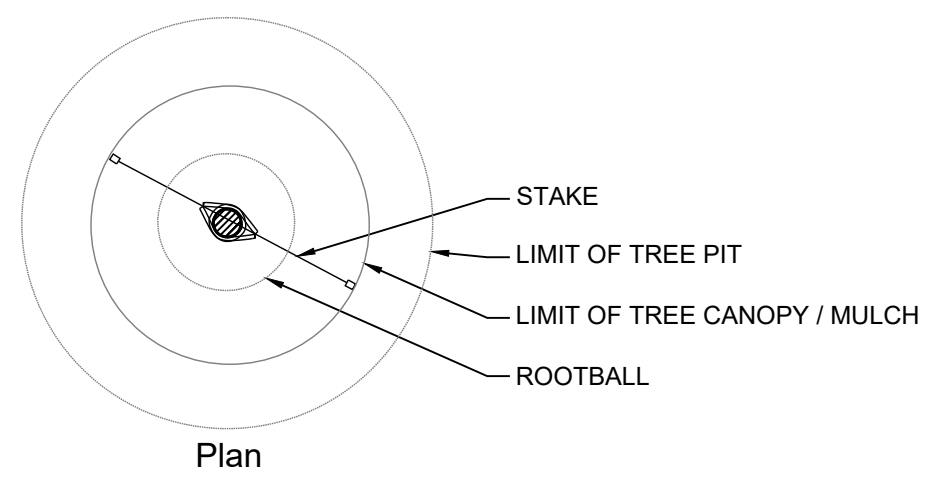 STAKE
LIMIT OF TREE PIT
LIMIT OF TREE CANOPY / MULCH
ROOTBALL
Plan